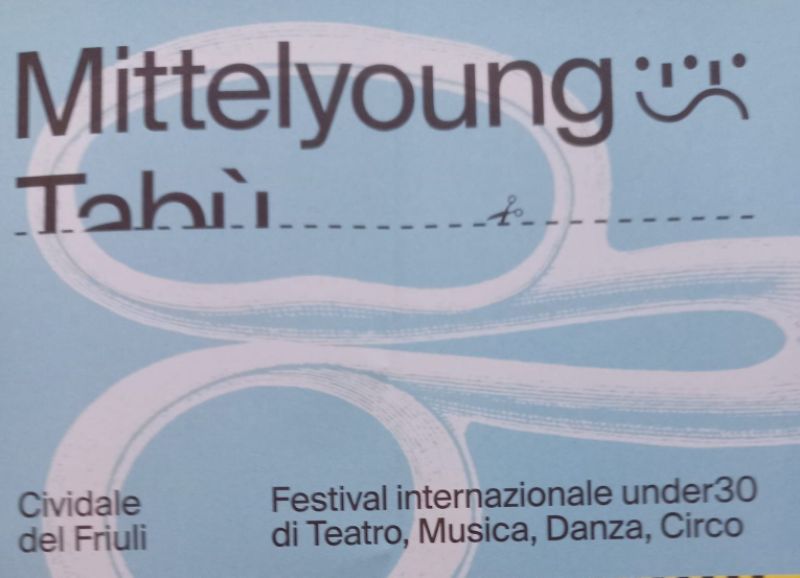 Mittelyoung
Tabù
Cividale
del Friuli
Festival internazionale under30
di Teatro, Musica, Danza, Circo